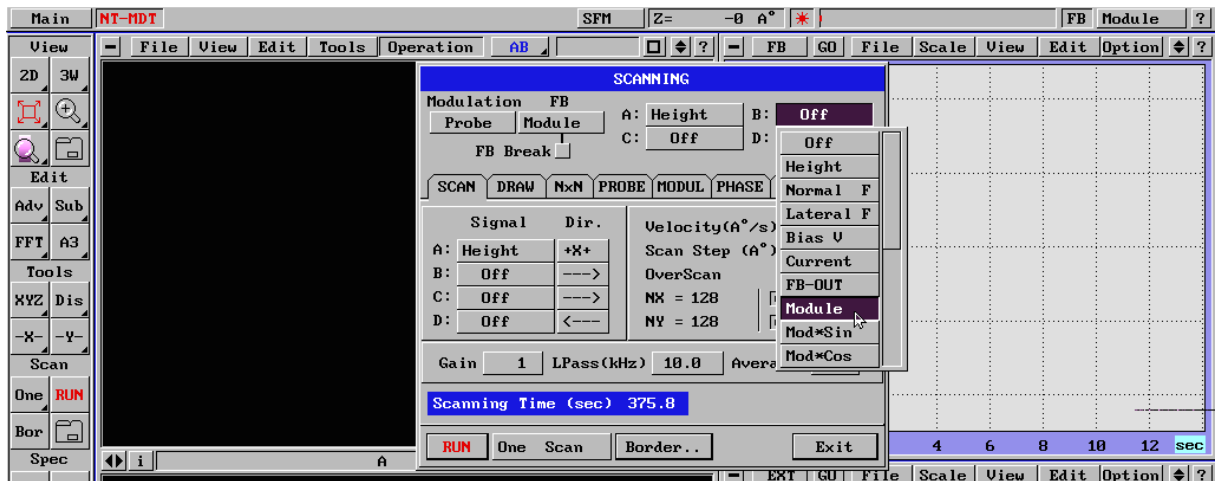 Main NT-MDT SFM Z= -0 A° FB Module ?
View - File View Edit Tools Operation AB ? - FB GO File Scale View Edit Option ?
2D 3W
SCANNING
Modulation FB
Probe Module
A: Height B: Off
C: Off D:
FB Break
Off
Height
Normal F
Lateral F
Bias V
Current
FB-OUT
Module
Mod*Sin
Mod*Cos
Edit
Adv Sub
FFT A3
Tools
XYZ Dis
-X- -Y-
Scan
One RUN
Bor
Spec
SCAN DRAW NxN PROBE MODUL PHASE
Signal Dir.
A: Height +X+
B: Off --->
C: Off --->
D: Off <---
Velocity(A°/s)
Scan Step (A°)
OverScan
NX = 128
NY = 128
Gain 1 LPass(kHz) 10.0 Avera
Scanning Time (sec) 375.8
RUN One Scan Border.. Exit
4 6 8 10 12 sec
i A
- EXT GO File Scale View Edit Option ?